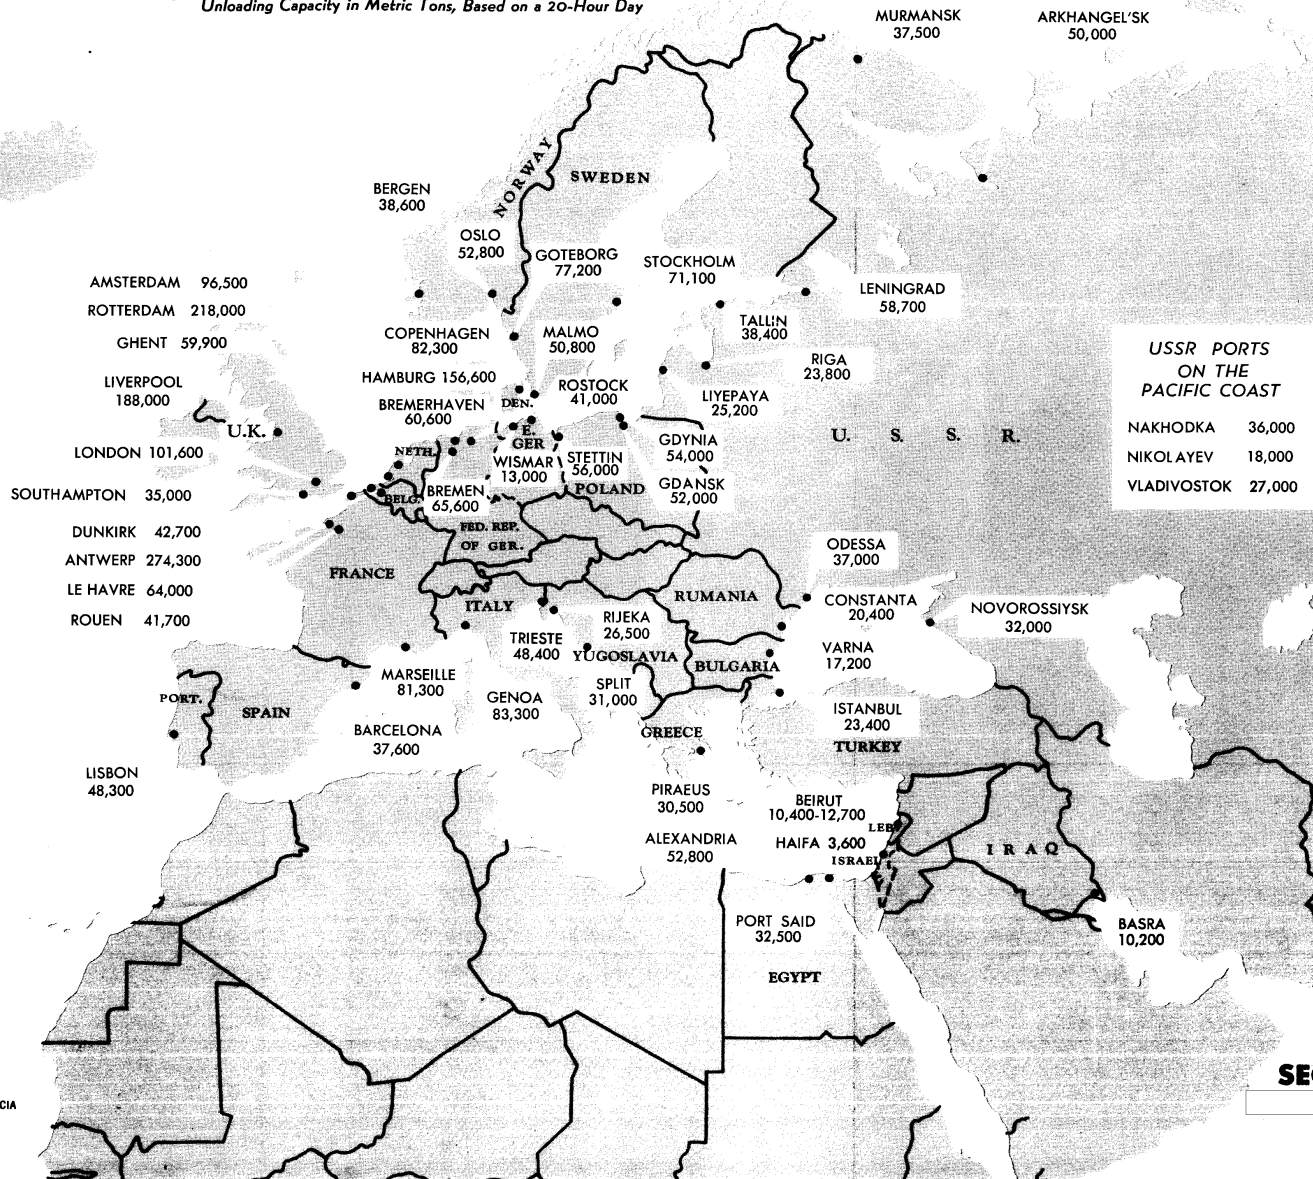 Unloading Capacity in Metric Tons, Based on a 20-Hour Day
MURMANSK
37,500
ARKHANGEL'SK
50,000
NORWAY
SWEDEN
BERGEN
38,600
OSLO
52,800
GOTEBORG
77,200
STOCKHOLM
71,100
LENINGRAD
58,700
AMSTERDAM 96,500
ROTTERDAM 218,000
GHENT 59,900
LIVERPOOL
188,000
U.K.
LONDON 101,600
SOUTHAMPTON 35,000
DUNKIRK 42,700
ANTWERP 274,300
LE HAVRE 64,000
ROUEN 41,700
COPENHAGEN
82,300
MALMO
50,800
TALLIN
38,400
RIGA
23,800
HAMBURG 156,600
ROSTOCK
41,000
LIYEPAYA
25,200
BREMERHAVEN
60,600
DEN.
E.
GER
NETH.
WISMAR
13,000
STETTIN
56,000
GDYNIA
54,000
GDANSK
52,000
BELG.
BREMEN
65,600
POLAND
U. S. S. R.
USSR PORTS
ON THE
PACIFIC COAST
NAKHODKA 36,000
NIKOLAYEV 18,000
VLADIVOSTOK 27,000
FED. REP.
OF GER.
FRANCE
ITALY
RUMANIA
ODESSA
37,000
CONSTANTA
20,400
NOVOROSSIYSK
32,000
TRIESTE
48,400
RIJEKA
26,500
YUGOSLAVIA
BULGARIA
VARNA
17,200
PORT.
SPAIN
MARSEILLE
81,300
GENOA
83,300
SPLIT
31,000
ISTANBUL
23,400
BARCELONA
37,600
GREECE
TURKEY
LISBON
48,300
PIRAEUS
30,500
BEIRUT
10,400-12,700
LEB
ALEXANDRIA
52,800
HAIFA 3,600
ISRAEL
IRAQ
PORT SAID
32,500
BASRA
10,200
EGYPT
CIA